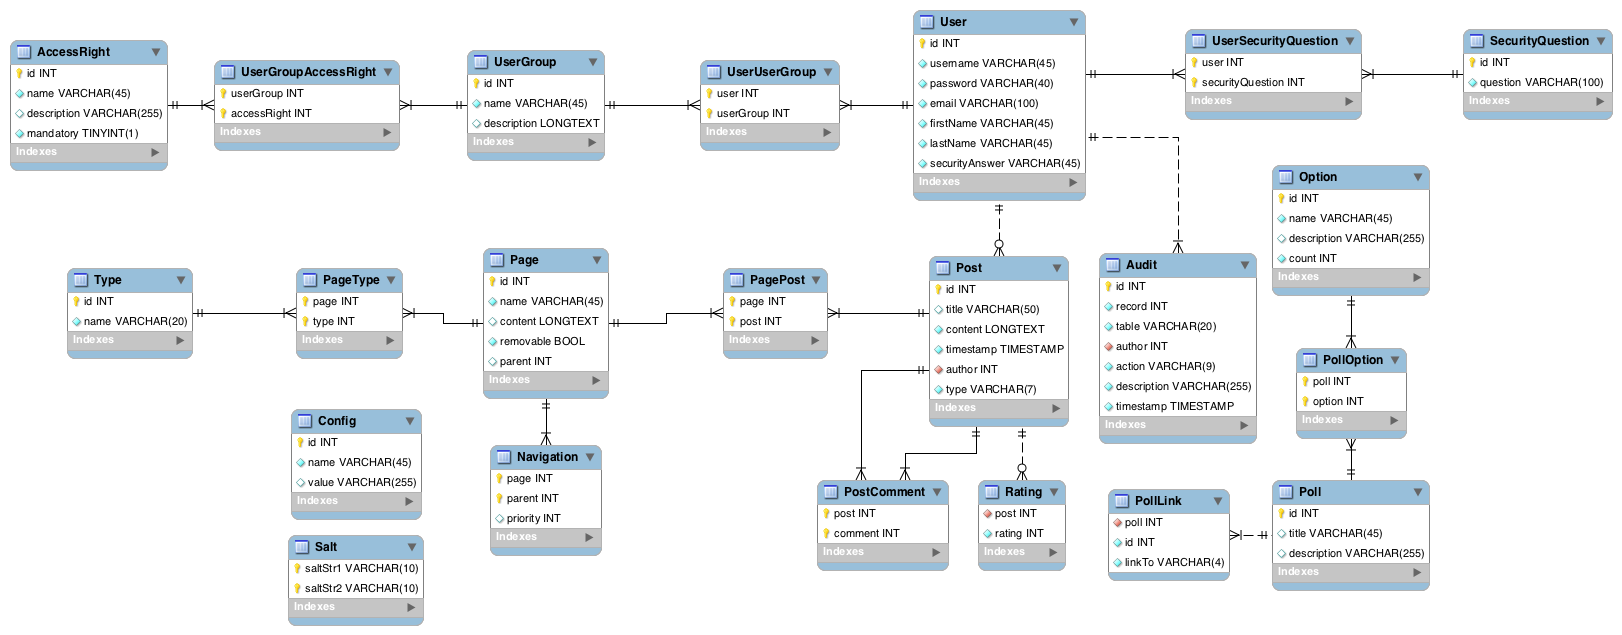 AccessRight
id INT
name VARCHAR(45)
description VARCHAR(255)
mandatory TINYINT(1)
Indexes
UserGroupAccessRight
userGroup INT
accessRight INT
Indexes
UserGroup
id INT
name VARCHAR(45)
description LONGTEXT
Indexes
UserUserGroup
user INT
userGroup INT
Indexes
User
id INT
username VARCHAR(45)
password VARCHAR(40)
email VARCHAR(100)
firstName VARCHAR(45)
lastName VARCHAR(45)
securityAnswer VARCHAR(45)
Indexes
UserSecurityQuestion
user INT
securityQuestion INT
Indexes
SecurityQuestion
id INT
question VARCHAR(100)
Indexes
Type
id INT
name VARCHAR(20)
Indexes
PageType
page INT
type INT
Indexes
Page
id INT
name VARCHAR(45)
content LONGTEXT
removable BOOL
parent INT
Indexes
PagePost
page INT
post INT
Indexes
Post
id INT
title VARCHAR(50)
content LONGTEXT
timestamp TIMESTAMP
author INT
type VARCHAR(7)
Indexes
Audit
id INT
record INT
table VARCHAR(20)
author INT
action VARCHAR(9)
description VARCHAR(255)
timestamp TIMESTAMP
Indexes
Option
id INT
name VARCHAR(45)
description VARCHAR(255)
count INT
Indexes
PollOption
poll INT
option INT
Indexes
Config
id INT
name VARCHAR(45)
value VARCHAR(255)
Indexes
Navigation
page INT
parent INT
priority INT
Indexes
PostComment
post INT
comment INT
Indexes
Rating
post INT
rating INT
Indexes
PollLink
poll INT
id INT
linkTo VARCHAR(4)
Poll
id INT
title VARCHAR(45)
description VARCHAR(255)
Indexes
Salt
saltStr1 VARCHAR(10)
saltStr2 VARCHAR(10)
Indexes